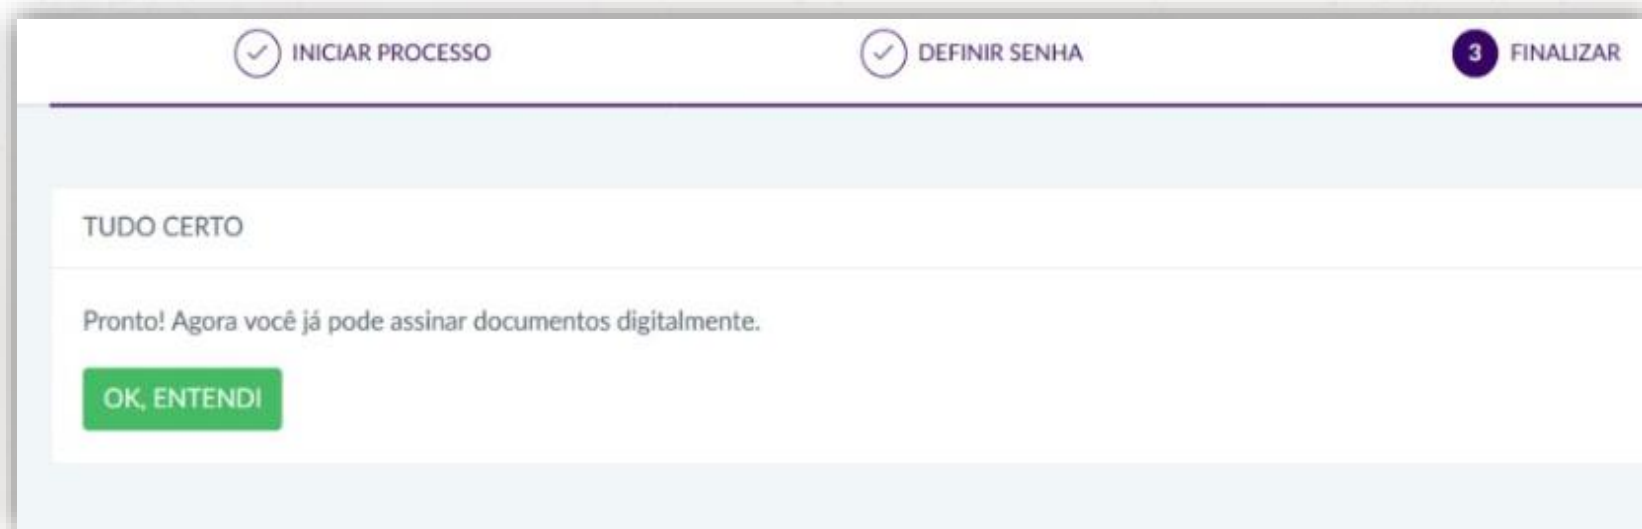 INICIAR PROCESSO DEFINIR SENHA 3 FINALIZAR
TUDO CERTO
Pronto! Agora você já pode assinar documentos digitalmente.
OK, ENTENDI